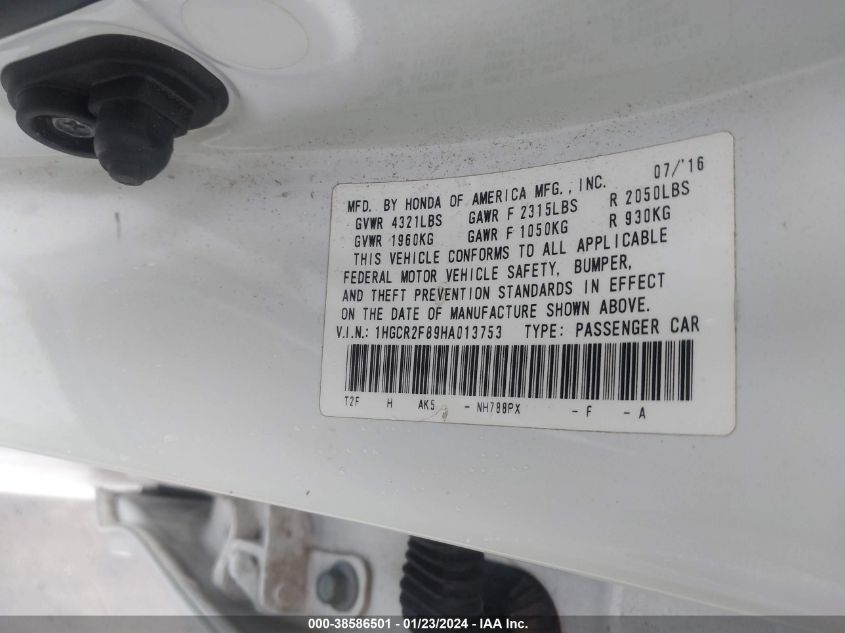 07/'16
MFD. BY HONDA OF AMERICA MFG., INC.
GVWR 4321LBS GAWR F 2315LBS R 2050LBS
GVWR 1960KG GAWR F 1050KG R 930KG
THIS VEHICLE CONFORMS TO ALL APPLICABLE
FEDERAL MOTOR VEHICLE SAFETY, BUMPER,
AND THEFT PREVENTION STANDARDS IN EFFECT
ON THE DATE OF MANUFACTURE SHOWN ABOVE.
V.I.N.: 1HGCR2F89HA013753 TYPE: PASSENGER CAR
T2F H AK5 - NH788PX - F - A
000-38586501 - 01/23/2024 - IAA Inc.